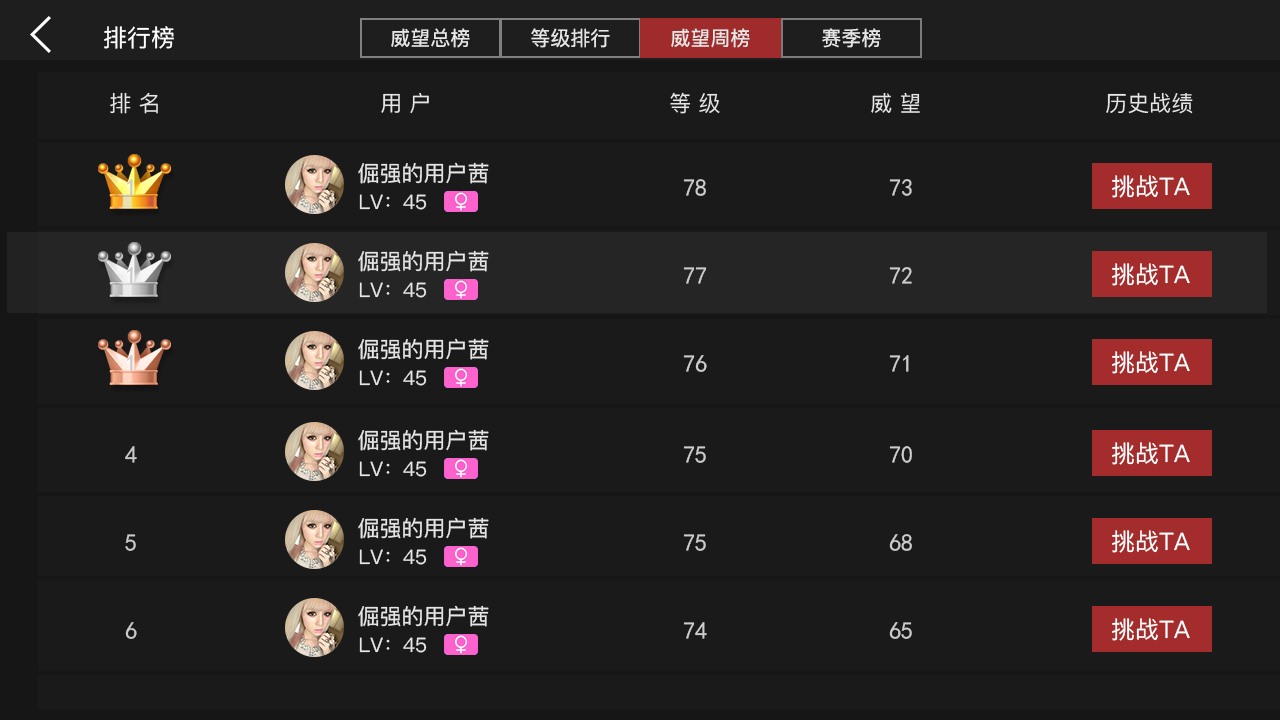 排行榜
威望总榜 等级排行 威望周榜 赛季榜
排名 用户 等级 威望 历史战绩
倔强的用户茜
LV：45
78 73 挑战TA
倔强的用户茜
LV：45
77 72 挑战TA
倔强的用户茜
LV：45
76 71 挑战TA
4
倔强的用户茜
LV：45
75 70 挑战TA
5
倔强的用户茜
LV：45
75 68 挑战TA
6
倔强的用户茜
LV：45
74 65 挑战TA